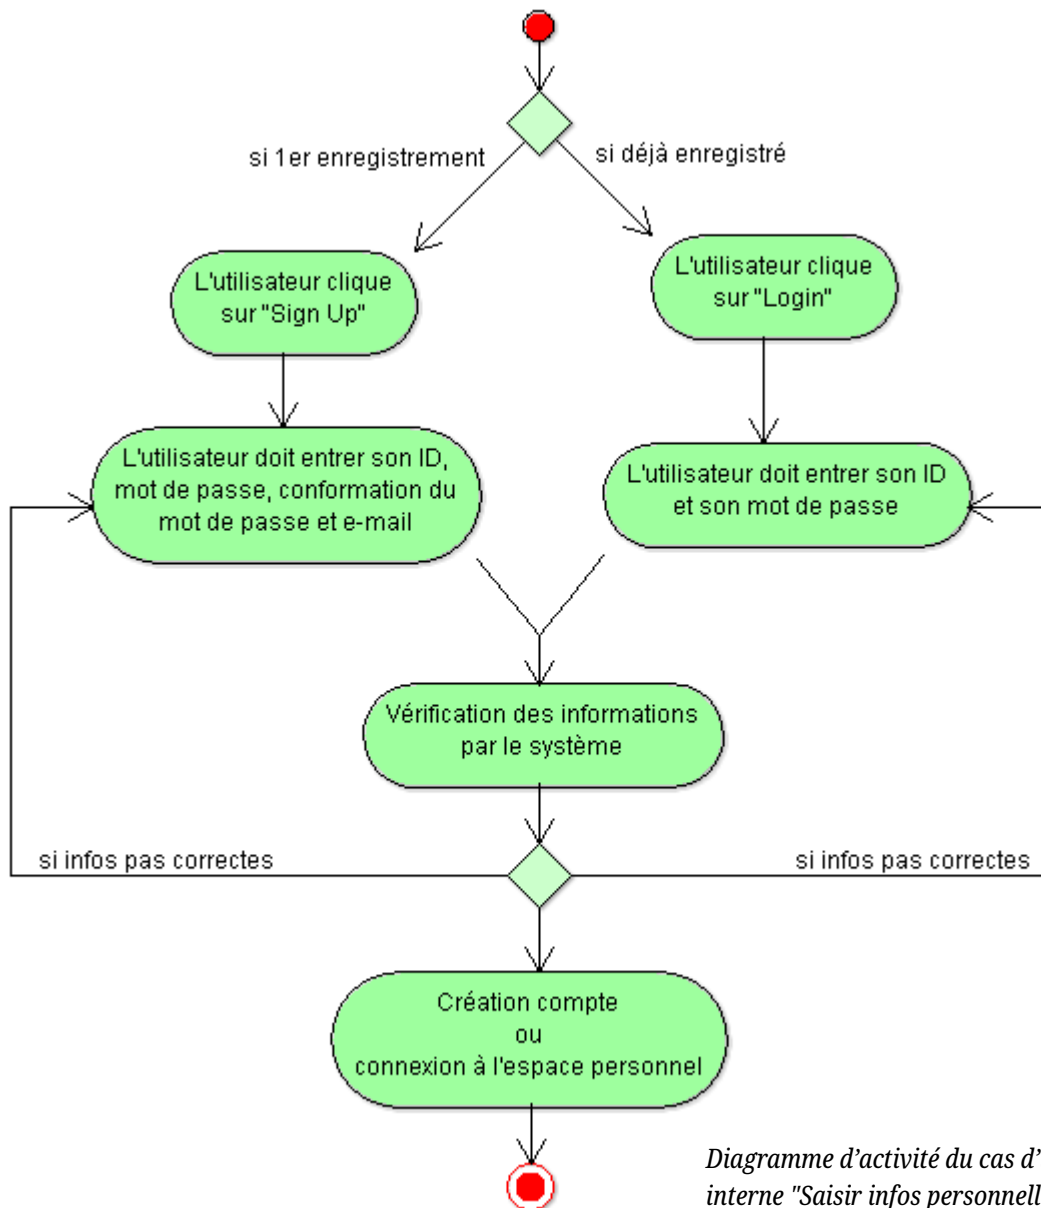 si 1er enregistrement
si déjà enregistré
L'utilisateur clique
sur "Sign Up"
L'utilisateur clique
sur "Login"
L'utilisateur doit entrer son ID,
mot de passe, conformation du
mot de passe et e-mail
L'utilisateur doit entrer son ID
et son mot de passe
Vérification des informations
par le système
si infos pas correctes
si infos pas correctes
Création compte
ou
connexion à l'espace personnel
Diagramme d’activité du cas d’
interne "Saisir infos personnell